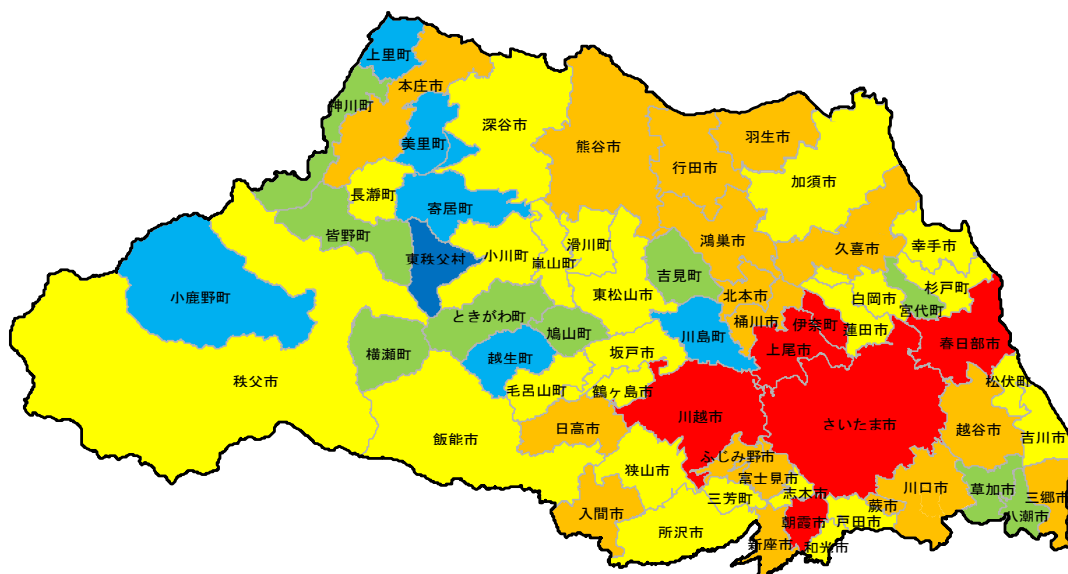 上里町
本庄市
神川町
美里町
深谷市
熊谷市
行田市
羽生市
加須市
長瀞町
寄居町
皆野町
東秩父村
小川町
嵐山町
滑川町
吉見町
鴻巣市
久喜市
幸手市
小鹿野町
東松山市
北本市
白岡市
杉戸町
宮代町
ときがわ町
鳩山町
川島町
桶川市
伊奈町
蓮田市
春日部市
横瀬町
越生町
坂戸市
上尾市
秩父市
毛呂山町
鶴ヶ島市
松伏町
飯能市
日高市
川越市
さいたま市
越谷市
吉川市
狭山市
ふじみ野市
富士見市
三芳町
志木市
川口市
草加市
三郷市
入間市
所沢市
朝霞市
戸田市
蕨市
八潮市
新座市
和光市